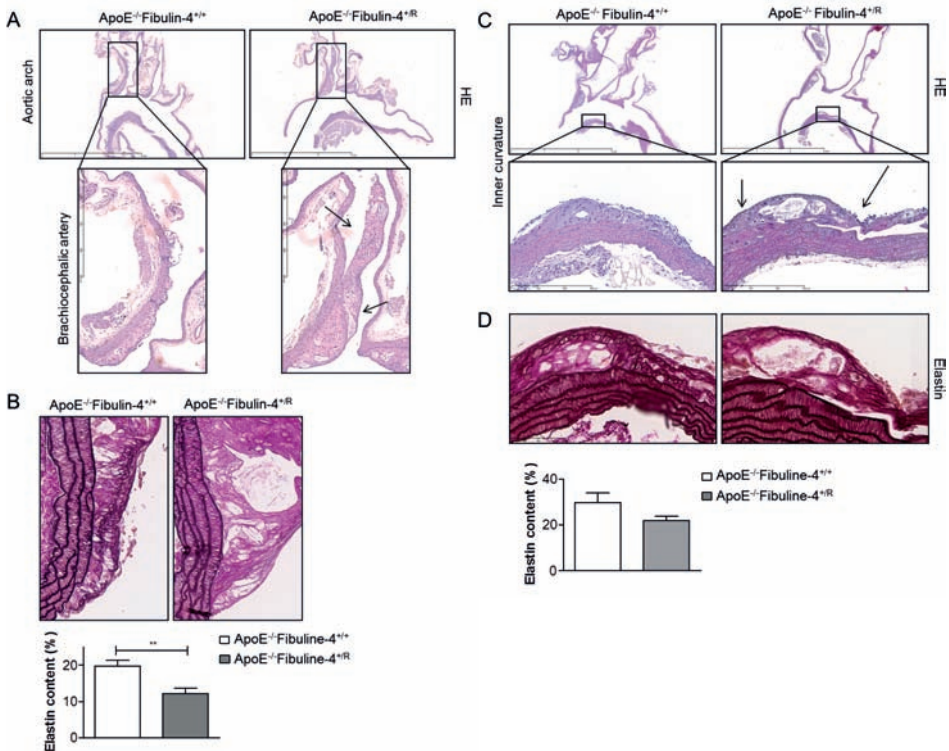 A
ApoE⁻/⁻Fibulin-4⁺/⁺
ApoE⁻/⁻Fibulin-4⁺/ᴿ
Aortic arch
HE
Brachiocephalic artery
B
ApoE⁻/⁻Fibulin-4⁺/⁺
ApoE⁻/⁻Fibulin-4⁺/ᴿ
Elastin content (%)
20
10
0
**
ApoE⁻/⁻Fibuline-4⁺/⁺
ApoE⁻/⁻Fibuline-4⁺/ᴿ
C
ApoE⁻/⁻Fibulin-4⁺/⁺
ApoE⁻/⁻ Fibulin-4⁺/ᴿ
Inner curvature
HE
D
Elastin
Elastin content (%)
40
20
0
ApoE⁻/⁻Fibuline-4⁺/⁺
ApoE⁻/⁻Fibuline-4⁺/ᴿ